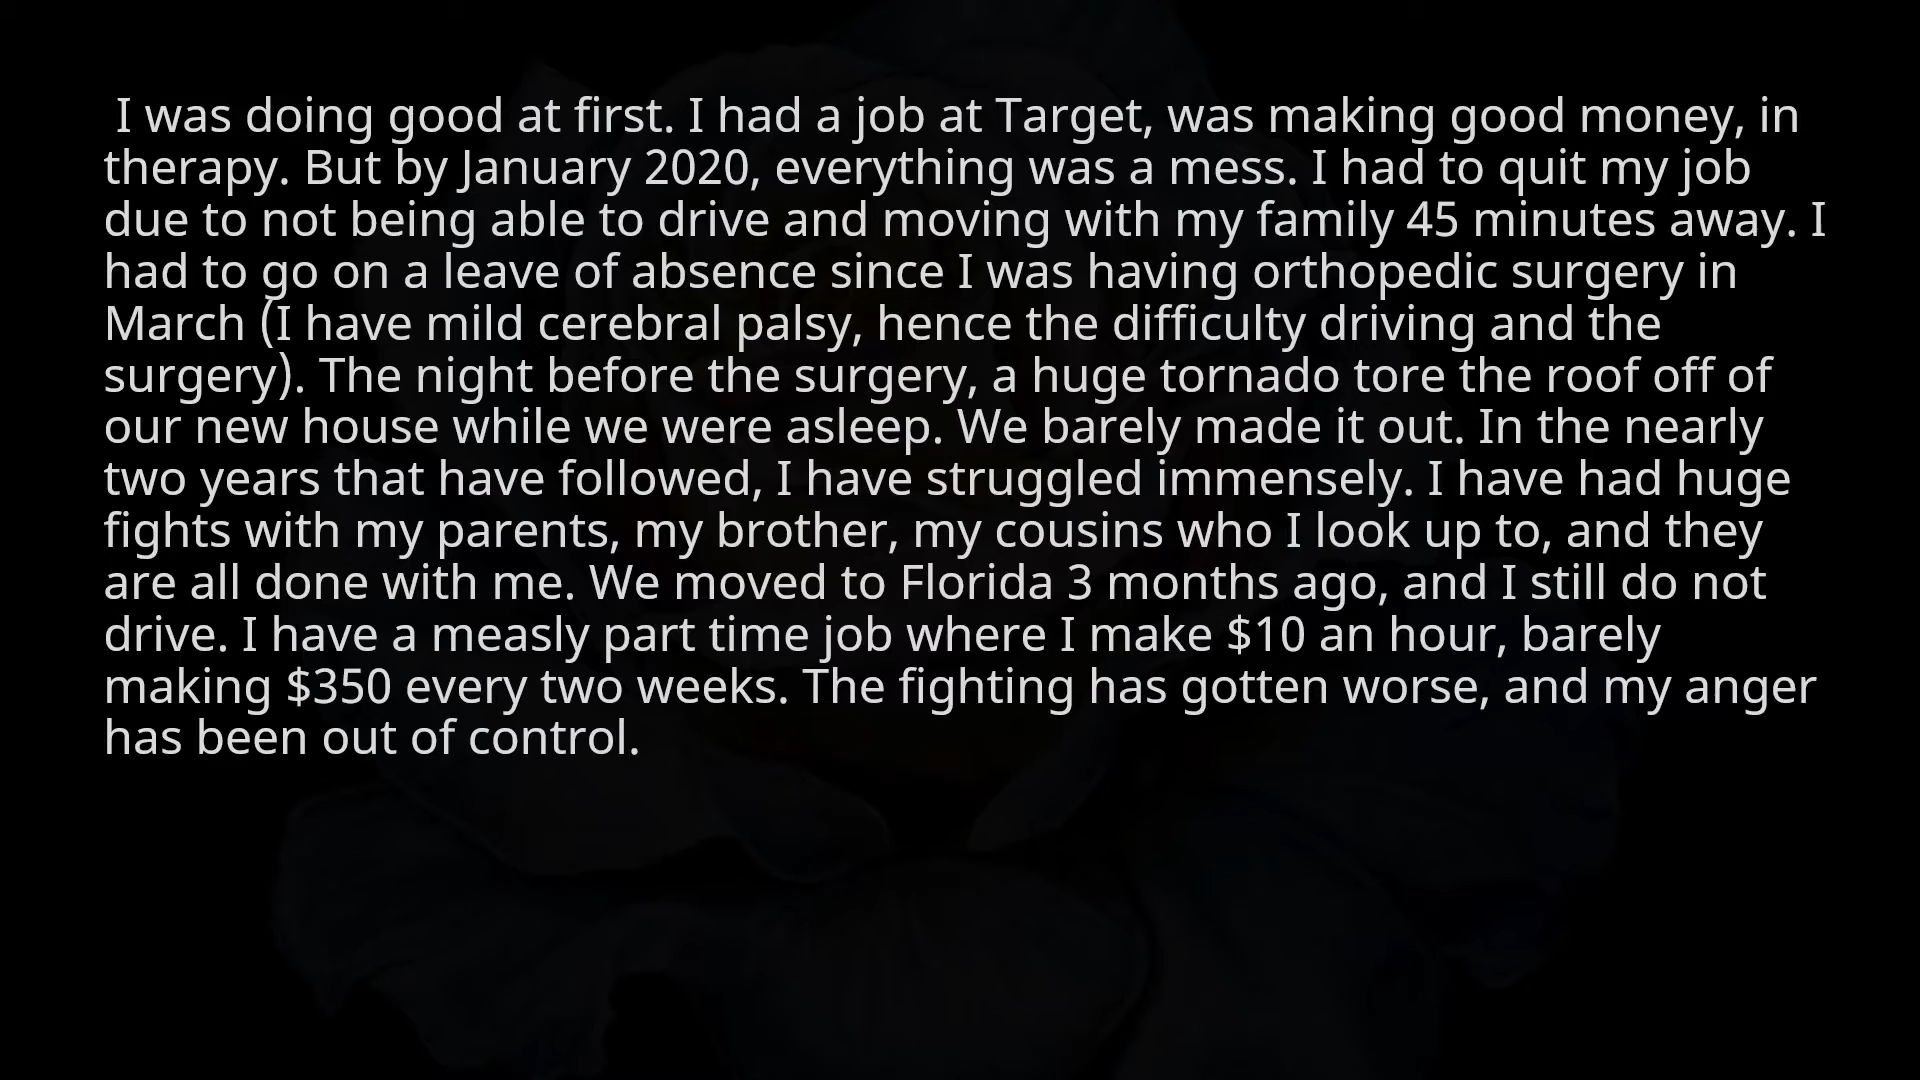 I was doing good at first. I had a job at Target, was making good money, in
therapy. But by January 2020, everything was a mess. I had to quit my job
due to not being able to drive and moving with my family 45 minutes away. I
had to go on a leave of absence since I was having orthopedic surgery in
March (I have mild cerebral palsy, hence the difficulty driving and the
surgery). The night before the surgery, a huge tornado tore the roof off of
our new house while we were asleep. We barely made it out. In the nearly
two years that have followed, I have struggled immensely. I have had huge
fights with my parents, my brother, my cousins who I look up to, and they
are all done with me. We moved to Florida 3 months ago, and I still do not
drive. I have a measly part time job where I make $10 an hour, barely
making $350 every two weeks. The fighting has gotten worse, and my anger
has been out of control.